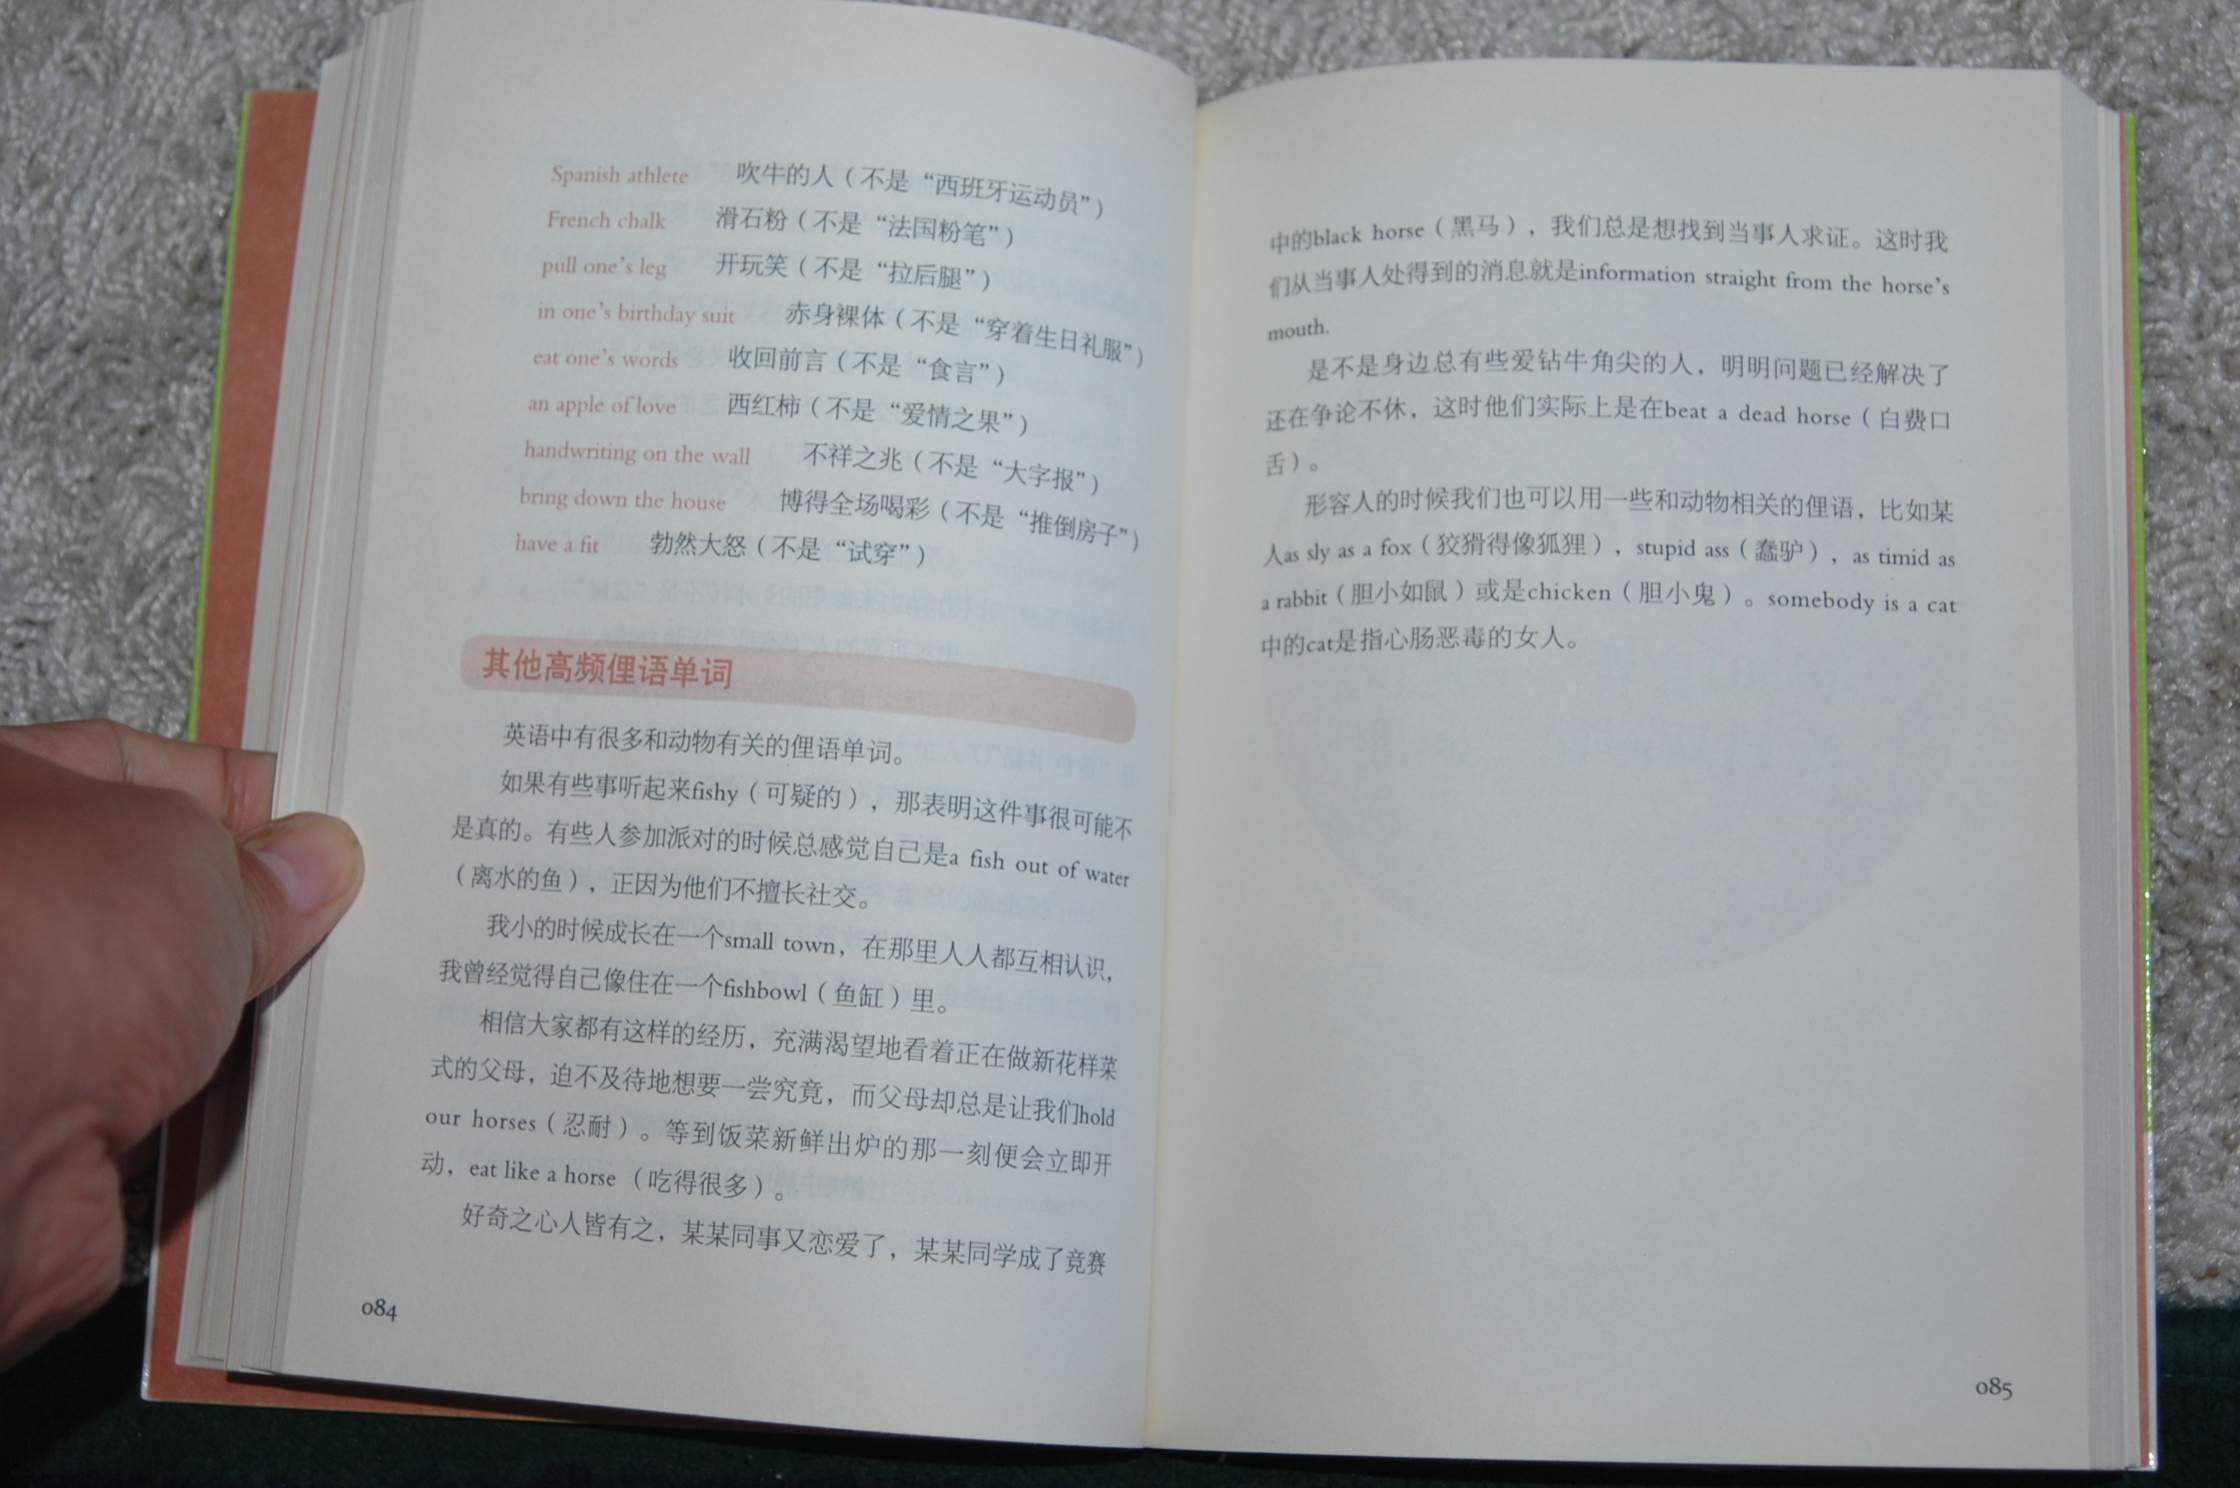 Spanish athlete 吹牛的人（不是“西班牙运动员”）
French chalk 滑石粉（不是“法国粉笔”）
pull one's leg 开玩笑（不是“拉后腿”）
in one's birthday suit 赤身裸体（不是“穿着生日礼服”）
eat one's words 收回前言（不是“食言”）
an apple of love 西红柿（不是“爱情之果”）
handwriting on the wall 不祥之兆（不是“大字报”）
bring down the house 博得全场喝彩（不是“推倒房子”）
have a fit 勃然大怒（不是“试穿”）
其他高频俚语单词
英语中有很多和动物有关的俚语单词。
如果有些事听起来fishy（可疑的），那表明这件事很可能不
是真的。有些人参加派对的时候总感觉自己是a fish out of water
（离水的鱼），正因为他们不擅长社交。
我小的时候成长在一个small town，在那里人人都互相认识，
我曾经觉得自己像住在一个fishbowl（鱼缸）里。
相信大家都有这样的经历，充满渴望地看着正在做新花样菜
式的父母，迫不及待地想要一尝究竟，而父母却总是让我们hold
our horses（忍耐）。等到饭菜新鲜出炉的那一刻便会立即开
动，eat like a horse（吃得很多）。
好奇之心人皆有之，某某同事又恋爱了，某某同学成了竞赛
084
中的black horse（黑马），我们总是想找到当事人求证。这时我
们从当事人处得到的消息就是information straight from the horse's
mouth.
是不是身边总有些爱钻牛角尖的人，明明问题已经解决了
还在争论不休，这时他们实际上是在beat a dead horse（白费口
舌）。
形容人的时候我们也可以用一些和动物相关的俚语，比如某
人as sly as a fox（狡猾得像狐狸），stupid ass（蠢驴），as timid as
a rabbit（胆小如鼠）或是chicken（胆小鬼）。somebody is a cat
中的cat是指心肠恶毒的女人。
085